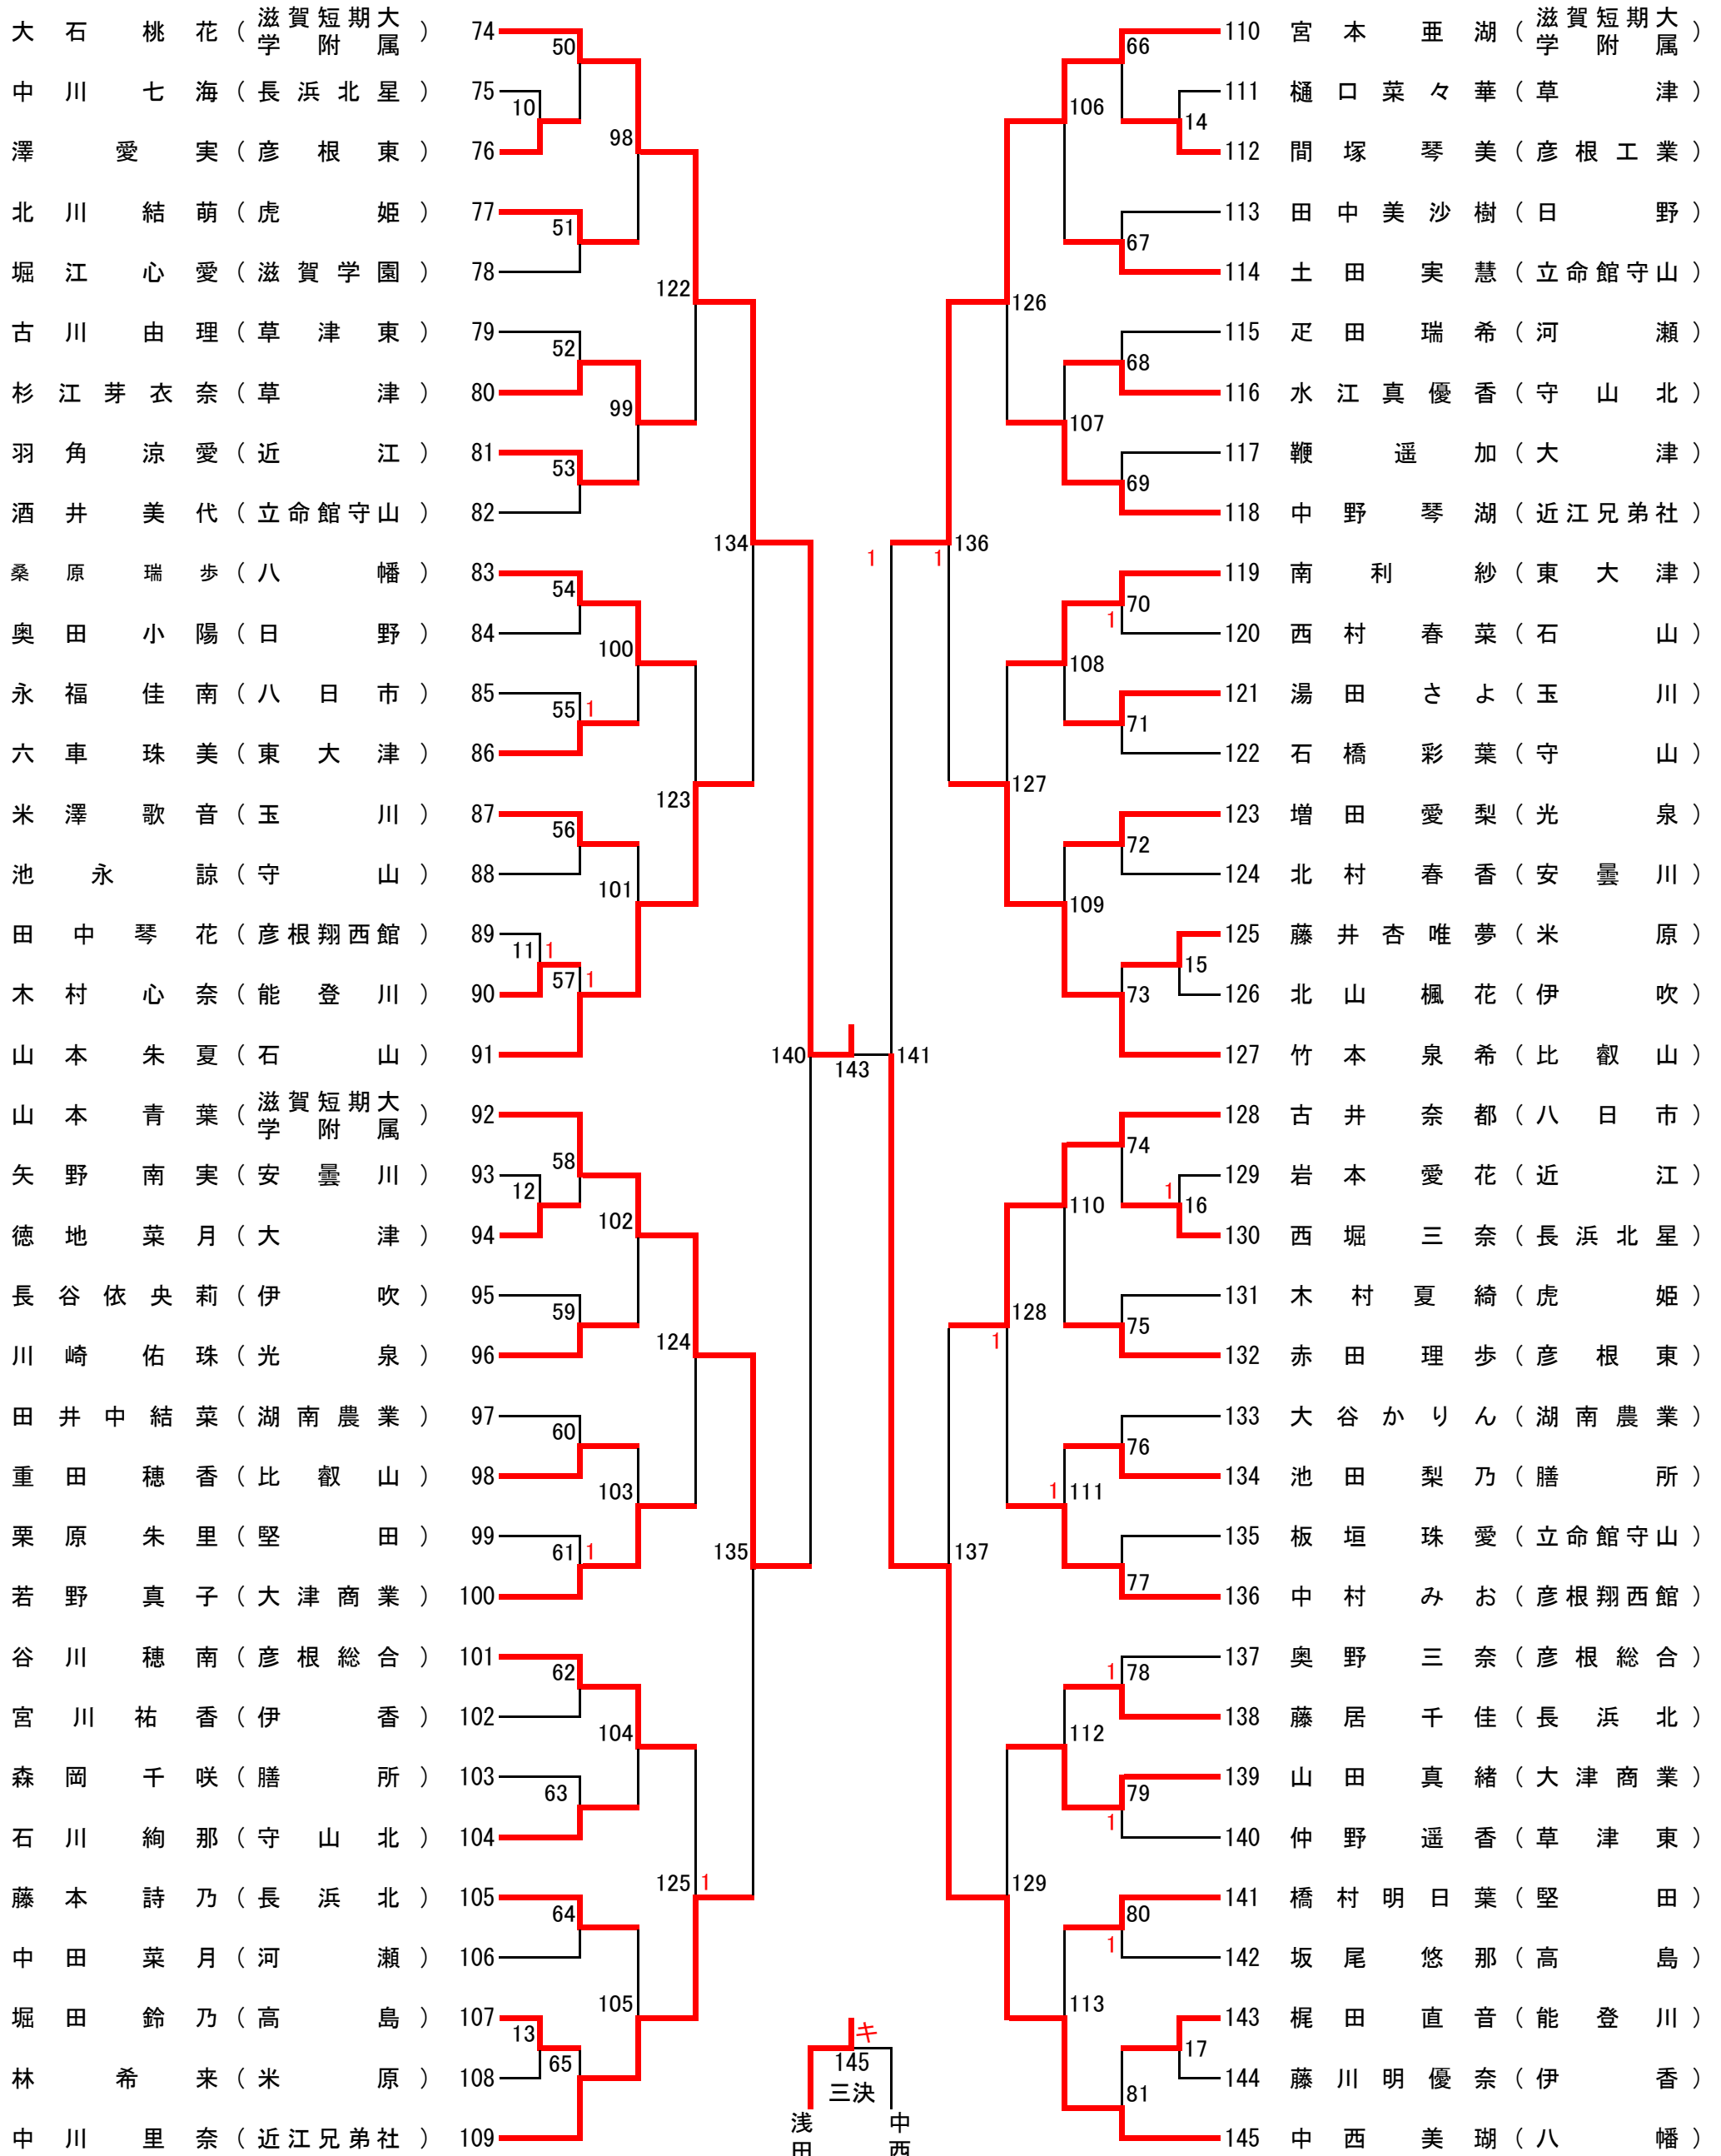 大石桃花（滋賀短期大学附属） 74
中川七海（長浜北星） 75
澤愛実（彦根東） 76
北川結萌（虎姫） 77
堀江心愛（滋賀学園） 78
古川由理（草津東） 79
杉江芽衣奈（草津） 80
羽角涼愛（近江） 81
酒井美代（立命館守山） 82
桑原瑞歩（八幡） 83
奥田小陽（日野） 84
永福佳南（八日市） 85
六車珠美（東大津） 86
米澤歌音（玉川） 87
池永諒（守山） 88
田中琴花（彦根翔西館） 89
木村心奈（能登川） 90
山本朱夏（石山） 91
山本青葉（滋賀短期大学附属） 92
矢野南実（安曇川） 93
徳地菜月（大津） 94
長谷依央莉（伊吹） 95
川崎佑珠（光泉） 96
田井中結菜（湖南農業） 97
重田穂香（比叡山） 98
栗原朱里（堅田） 99
若野真子（大津商業） 100
谷川穂南（彦根総合） 101
宮川祐香（伊香） 102
森岡千咲（膳所） 103
石川絢那（守山北） 104
藤本詩乃（長浜北） 105
中田菜月（河瀬） 106
堀田鈴乃（高島） 107
林希来（米原） 108
中川里奈（近江兄弟社） 109
50
10
51
52
53
54
55 1
56
11 1
57 1
58
12
59
60
61 1
62
63
64
13
65
98
99
100
101
102
103
104
105
122
123
124
125 1
134
135
140
143
141
1
1 136
137
126
127
128
1
129
106
107
108
109
110
1 111
112
113
66
14
67
68
69
70
1
71
72
15
73
74
1 16
75
76
77
1 78
79
1
80
1
17
81
110 宮本亜湖（滋賀短期大学附属）
111 樋口菜々華（草津）
112 間塚琴美（彦根工業）
113 田中美沙樹（日野）
114 土田実慧（立命館守山）
115 疋田瑞希（河瀬）
116 水江真優香（守山北）
117 鞭遥加（大津）
118 中野琴湖（近江兄弟社）
119 南利紗（東大津）
120 西村春菜（石山）
121 湯田さよ（玉川）
122 石橋彩葉（守山）
123 増田愛梨（光泉）
124 北村春香（安曇川）
125 藤井杏唯夢（米原）
126 北山楓花（伊吹）
127 竹本泉希（比叡山）
128 古井奈都（八日市）
129 岩本愛花（近江）
130 西堀三奈（長浜北星）
131 木村夏綺（虎姫）
132 赤田理歩（彦根東）
133 大谷かりん（湖南農業）
134 池田梨乃（膳所）
135 板垣珠愛（立命館守山）
136 中村みお（彦根翔西館）
137 奥野三奈（彦根総合）
138 藤居千佳（長浜北）
139 山田真緒（大津商業）
140 仲野遥香（草津東）
141 橋村明日葉（堅田）
142 坂尾悠那（高島）
143 梶田直音（能登川）
144 藤川明優奈（伊香）
145 中西美瑚（八幡）
キ
145
三決
浅田
中西